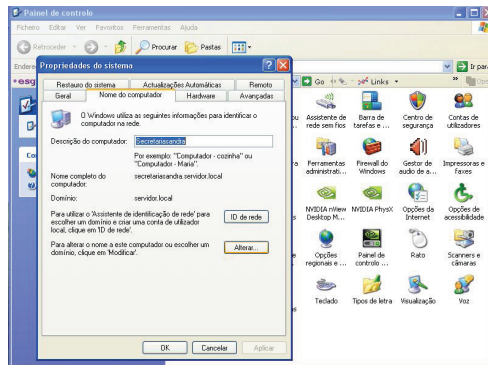 Painel de controlo
Ficheiro Editar Ver Favoritos Ferramentas Ajuda
Retroceder Procurar Pastas
Endere Ir para
Go Links
Propriedades do sistema
Restauro do sistema Actualizações Automáticas Remoto
Geral Nome do computador Hardware Avançadas
O Windows utiliza as seguintes informações para identificar o
computador na rede.
Descrição do computador: Secretariasandra
Por exemplo: "Computador - cozinha" ou
"Computador - Maria".
Nome completo do
computador: secretariasandra.servidor.local
Domínio: servidor.local
Para utilizar o 'Assistente de
identificação de rede' para
escolher um domínio e criar
uma conta de utilizador
local, clique em 'ID de rede'.
ID de rede
Para alterar o nome a este
computador ou escolher um
domínio, clique em 'Modificar'.
Alterar...
OK Cancelar Aplicar
Assistente de
rede sem fios
Barra de
tarefas e ...
Centro de
segurança
Contas de
utilizadores
Ferramentas
administrati...
Firewall do
Windows
Gestor de
áudio de a...
Impressoras e
faxes
NVIDIA nView
Desktop M...
NVIDIA PhysX
Opções da
Internet
Opções de
acessibilidade
Opções
regionais e ...
Painel de
controlo ...
Rato
Scanners e
câmaras
Teclado
Tipos de letra
Visualização
Voz